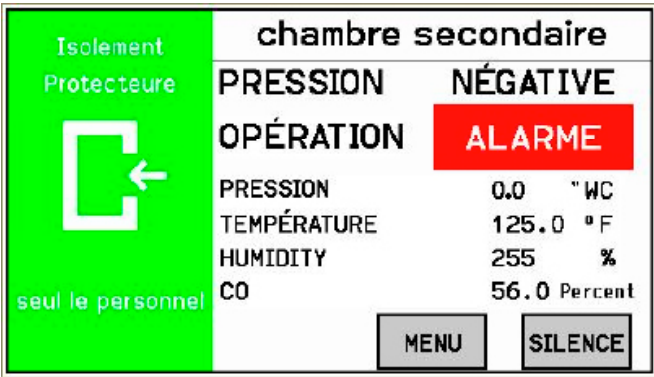 Isolement
Protecteure
seul le personnel
chambre secondaire
PRESSION NÉGATIVE
OPÉRATION ALARME
PRESSION 0.0 "WC
TEMPÉRATURE 125.0 °F
HUMIDITY 255 %
CO 56.0 Percent
MENU SILENCE